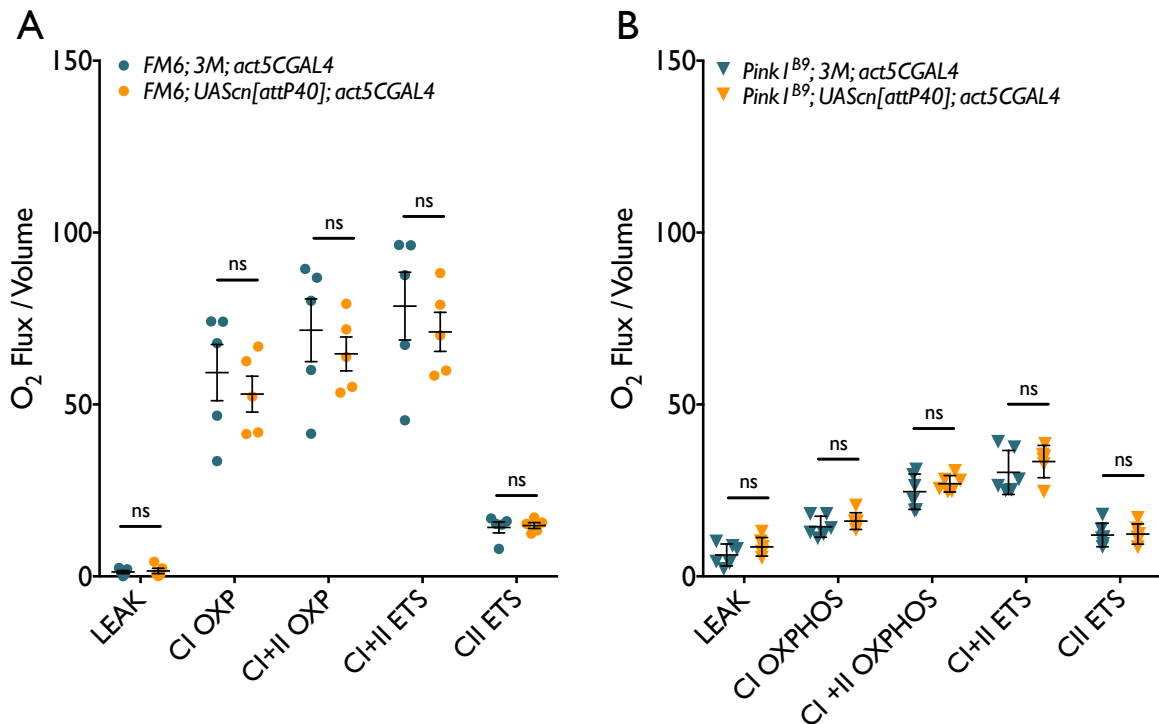 A
150
100
50
0
O2 Flux / Volume
FM6; 3M; act5CGAL4
FM6; UAScn[attP40]; act5CGAL4
ns
ns
ns
ns
ns
LEAK
CI OXP
CI+II OXP
CI+II ETS
CII ETS
B
150
100
50
0
O2 Flux / Volume
Pink1B9; 3M; act5CGAL4
Pink1B9; UAScn[attP40]; act5CGAL4
ns
ns
ns
ns
ns
LEAK
CI OXPHOS
CI +II OXPHOS
CI+II ETS
CII ETS